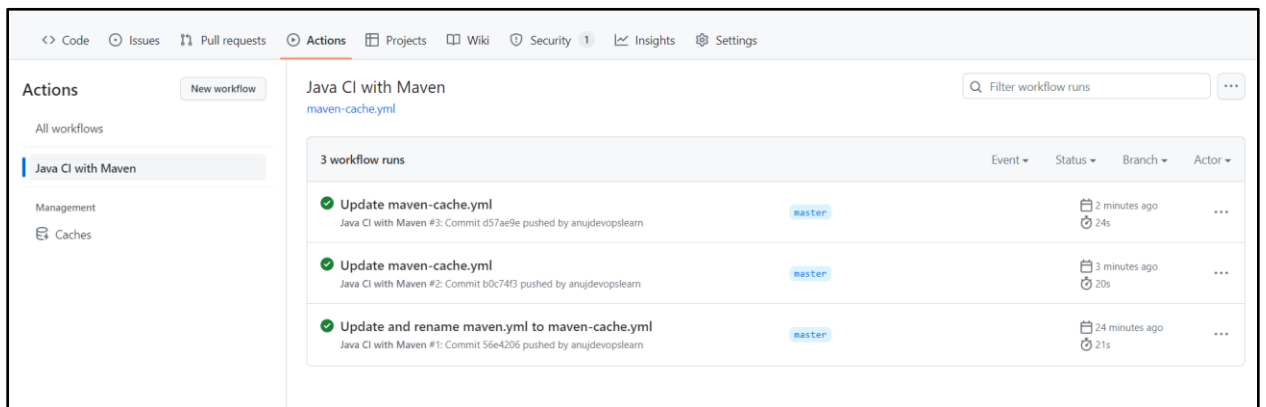 Code Issues Pull requests Actions Projects Wiki Security 1 Insights Settings
Actions
New workflow
All workflows
Java CI with Maven
Management
Caches
Java CI with Maven
maven-cache.yml
Filter workflow runs
3 workflow runs
Event Status Branch Actor
Update maven-cache.yml
Java CI with Maven #3: Commit d57ae9e pushed by anujdevopslearn
master
2 minutes ago
24s
Update maven-cache.yml
Java CI with Maven #2: Commit b0c74f3 pushed by anujdevopslearn
master
3 minutes ago
20s
Update and rename maven.yml to maven-cache.yml
Java CI with Maven #1: Commit 56e4206 pushed by anujdevopslearn
master
24 minutes ago
21s